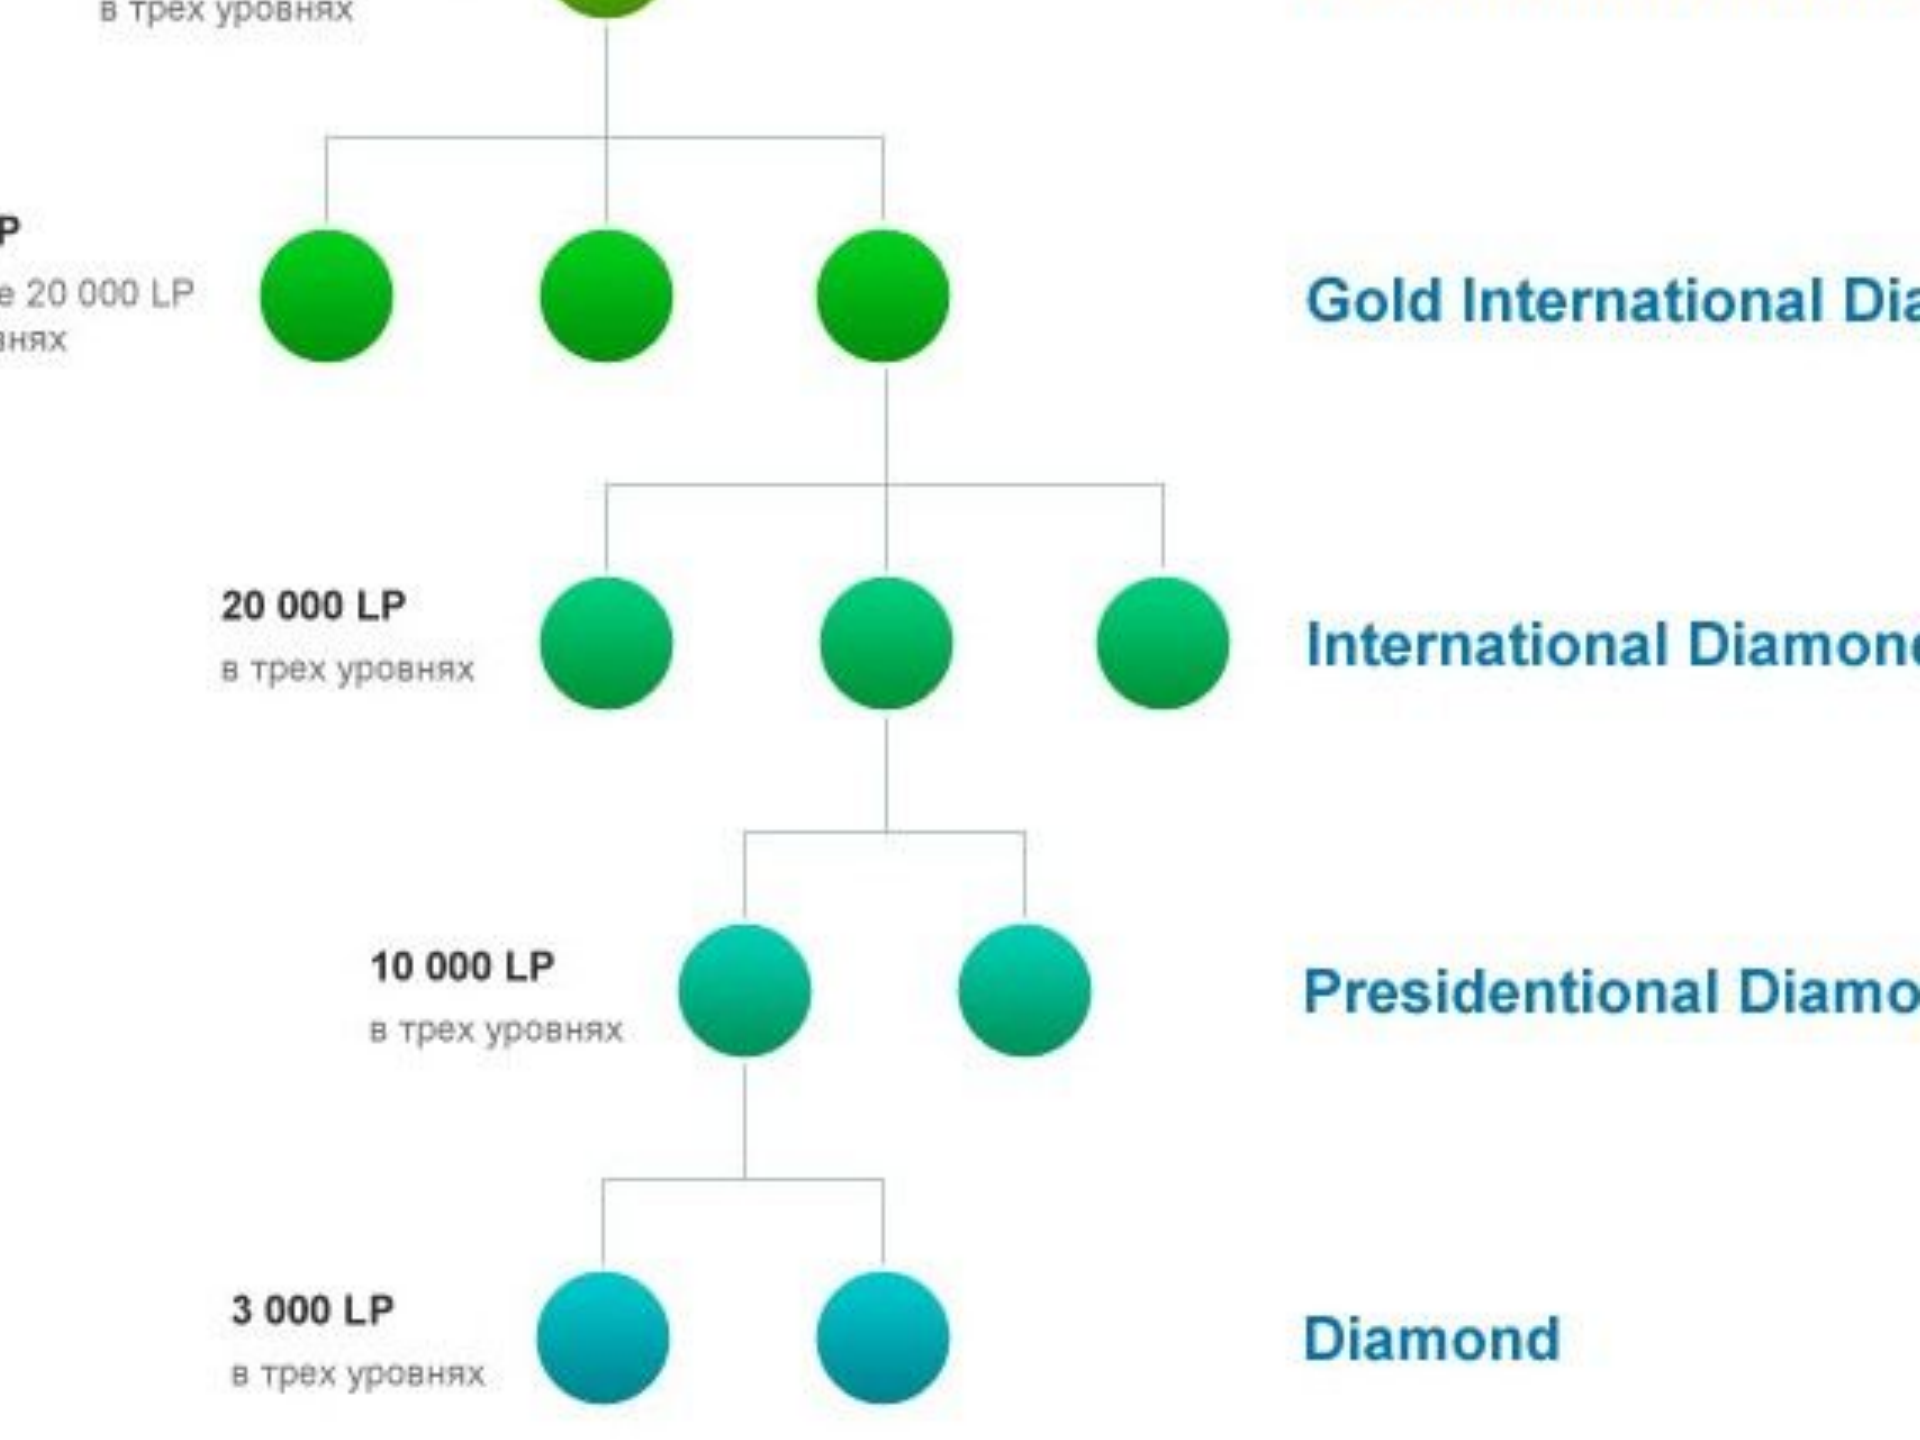 в трех уровнях
P
е 20 000 LP
внях
Gold International Dia
20 000 LP
в трех уровнях
International Diamond
10 000 LP
в трех уровнях
Presidentional Diamo
3 000 LP
в трех уровнях
Diamond